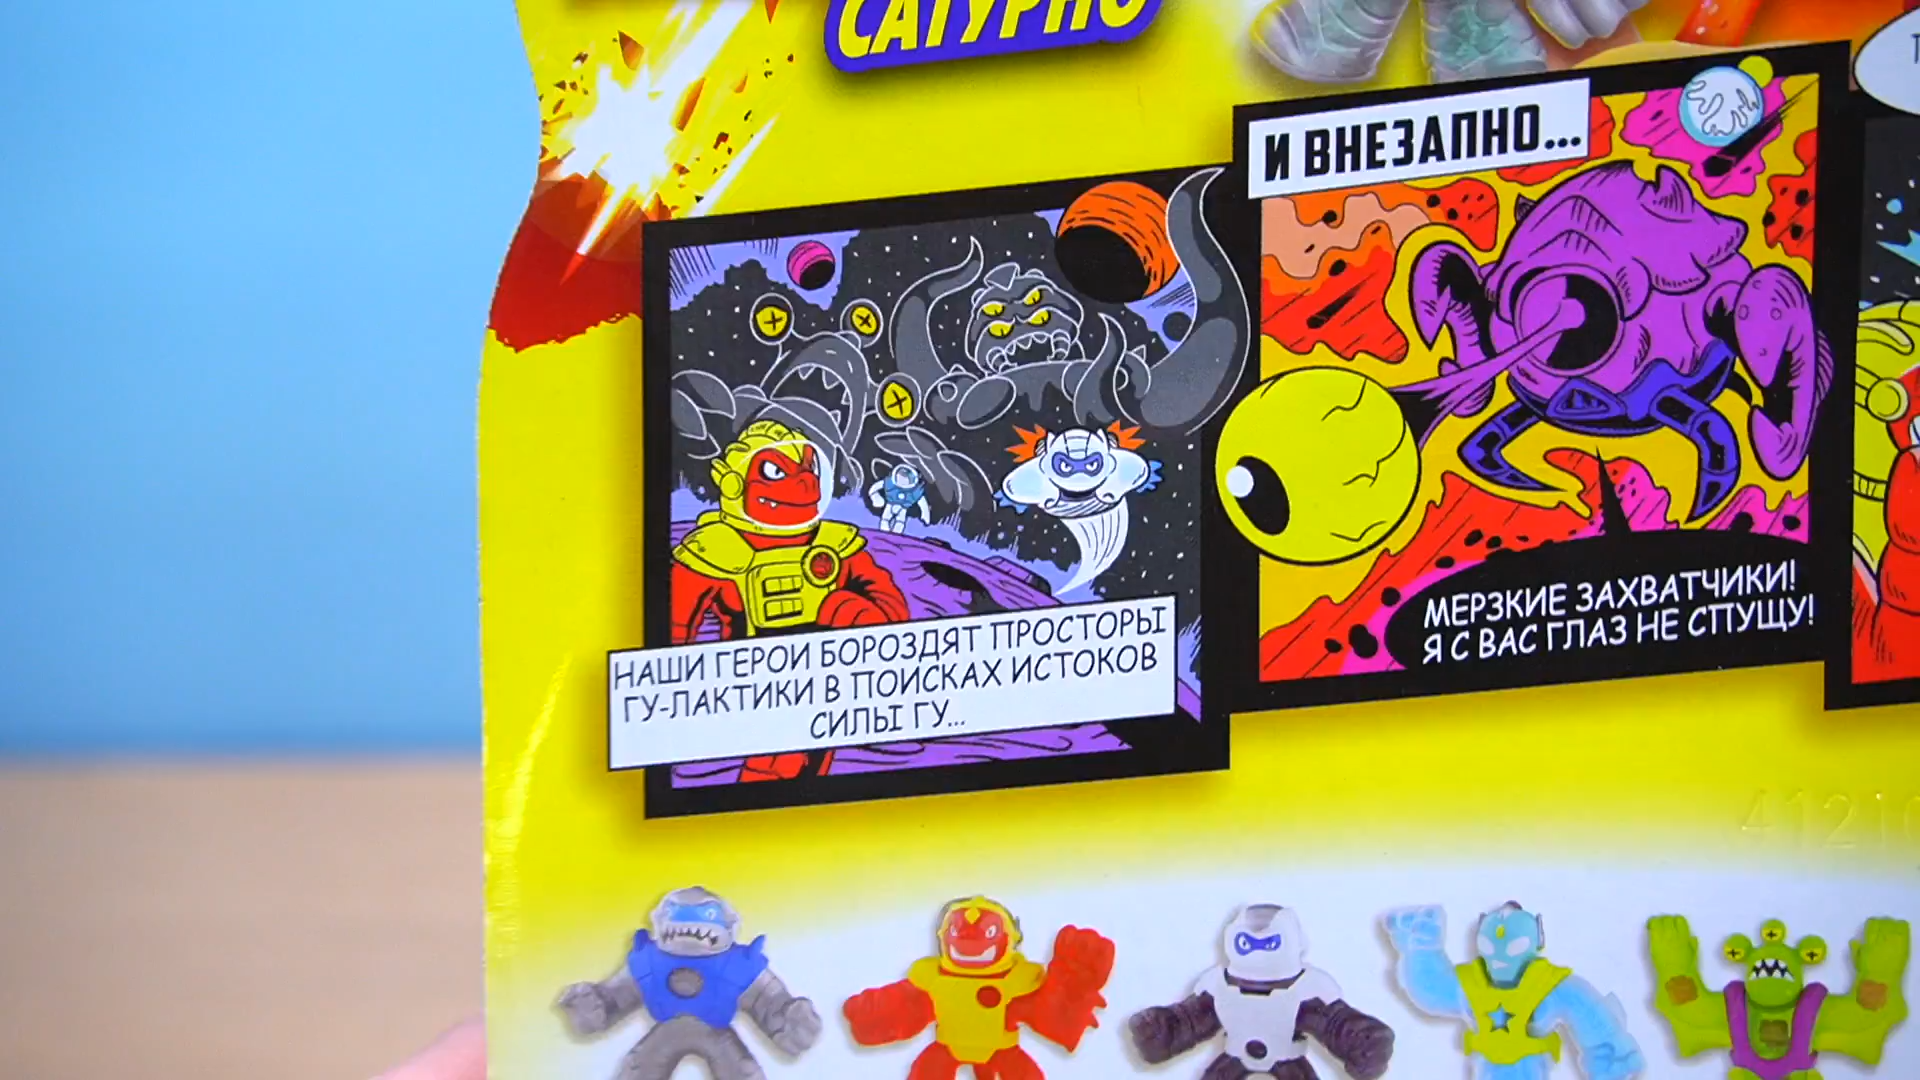 САТУРНО
И ВНЕЗАПНО...
НАШИ ГЕРОИ БОРОЗДЯТ ПРОСТОРЫ
ГУ-ЛАКТИКИ В ПОИСКАХ ИСТОКОВ
СИЛЫ ГУ...
МЕРЗКИЕ ЗАХВАТЧИКИ!
Я С ВАС ГЛАЗ НЕ СПУЩУ!